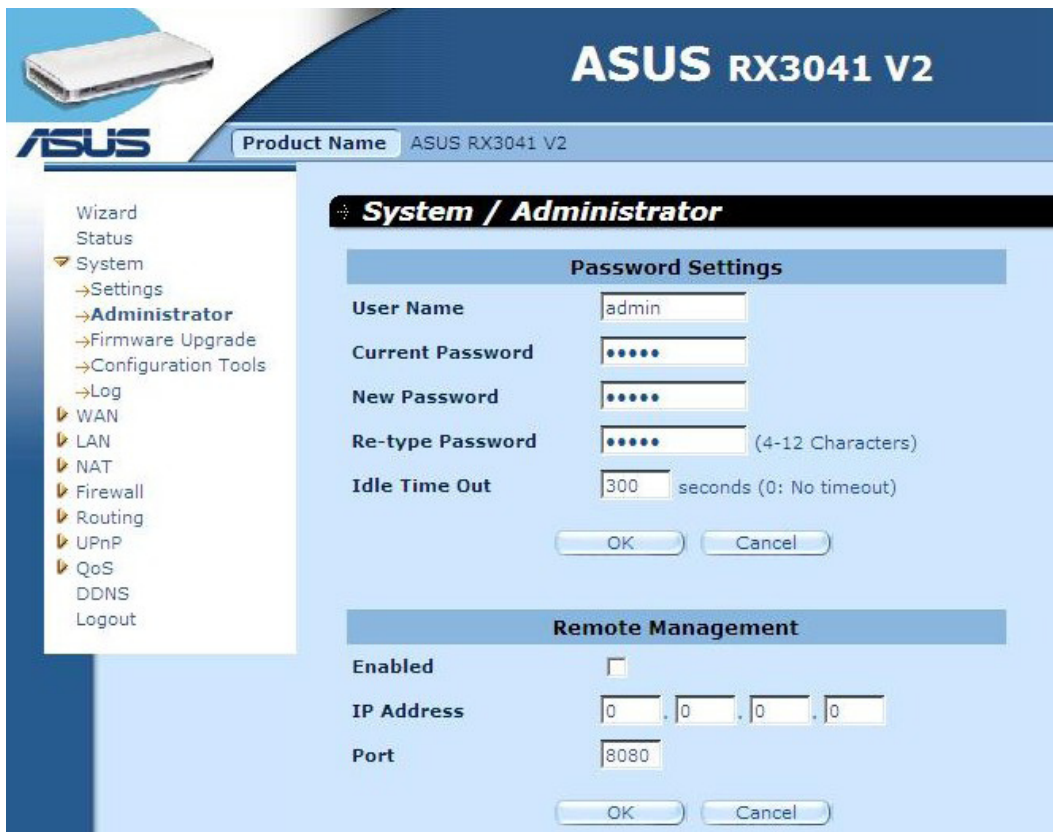 ASUS RX3041 V2
ASUS
Product Name ASUS RX3041 V2
Wizard
Status
System
Settings
Administrator
Firmware Upgrade
Configuration Tools
Log
WAN
LAN
NAT
Firewall
Routing
UPnP
QoS
DDNS
Logout
System / Administrator
Password Settings
User Name admin
Current Password •••••
New Password •••••
Re-type Password ••••• (4-12 Characters)
Idle Time Out 300 seconds (0: No timeout)
OK Cancel
Remote Management
Enabled
IP Address 0 . 0 . 0 . 0
Port 8080
OK Cancel